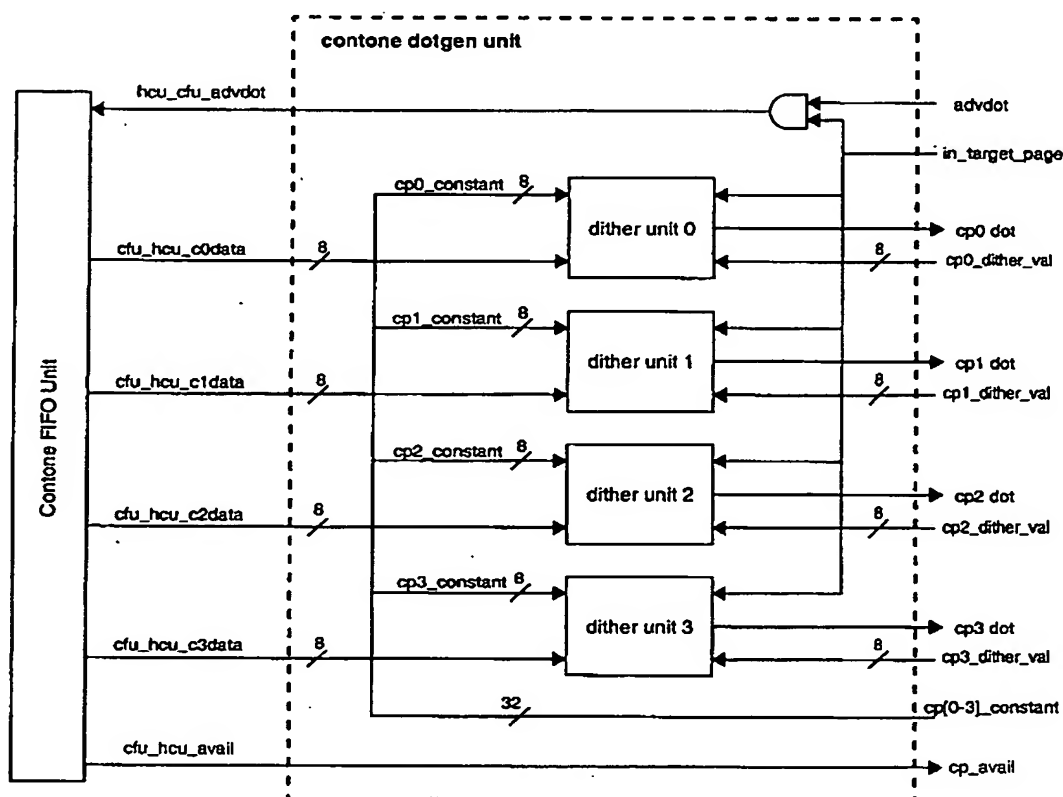 contone dotgen unit
hcu_cfu_advdot
advdot
in_target_page
cp0_constant 8
dither unit 0
cp0 dot
cfu_hcu_c0data 8
8 cp0_dither_val
cp1_constant 8
dither unit 1
cp1 dot
cfu_hcu_c1data 8
8 cp1_dither_val
Contone FIFO Unit
cp2_constant 8
dither unit 2
cp2 dot
cfu_hcu_c2data 8
8 cp2_dither_val
cp3_constant 8
dither unit 3
cp3 dot
cfu_hcu_c3data 8
8 cp3_dither_val
32 cp[0-3]_constant
cfu_hcu_avail
cp_avail